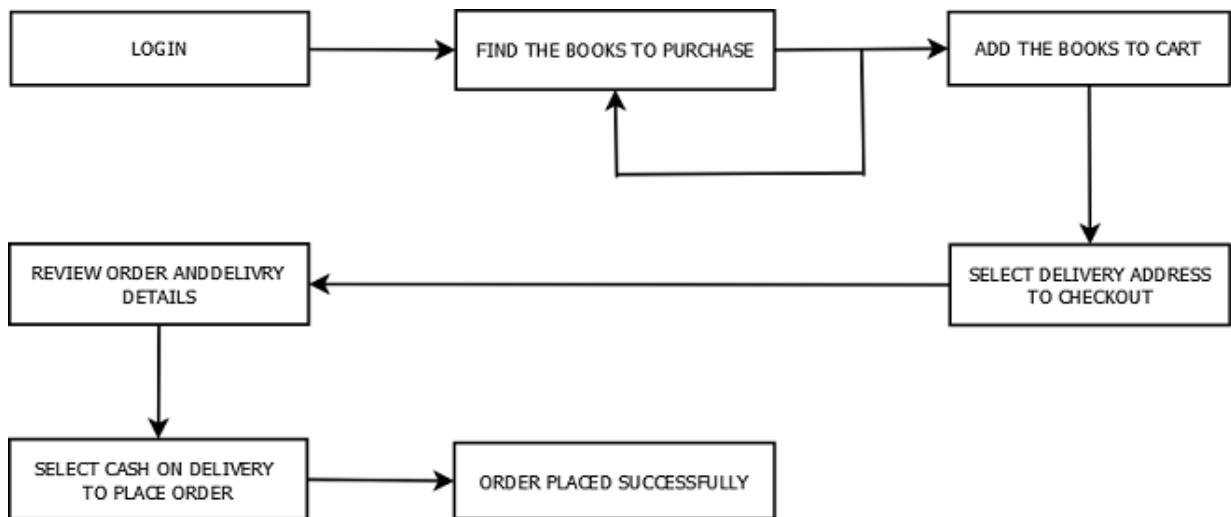 LOGIN
FIND THE BOOKS TO PURCHASE
ADD THE BOOKS TO CART
SELECT DELIVERY ADDRESS
TO CHECKOUT
REVIEW ORDER ANDDELIVRY
DETAILS
SELECT CASH ON DELIVERY
TO PLACE ORDER
ORDER PLACED SUCCESSFULLY